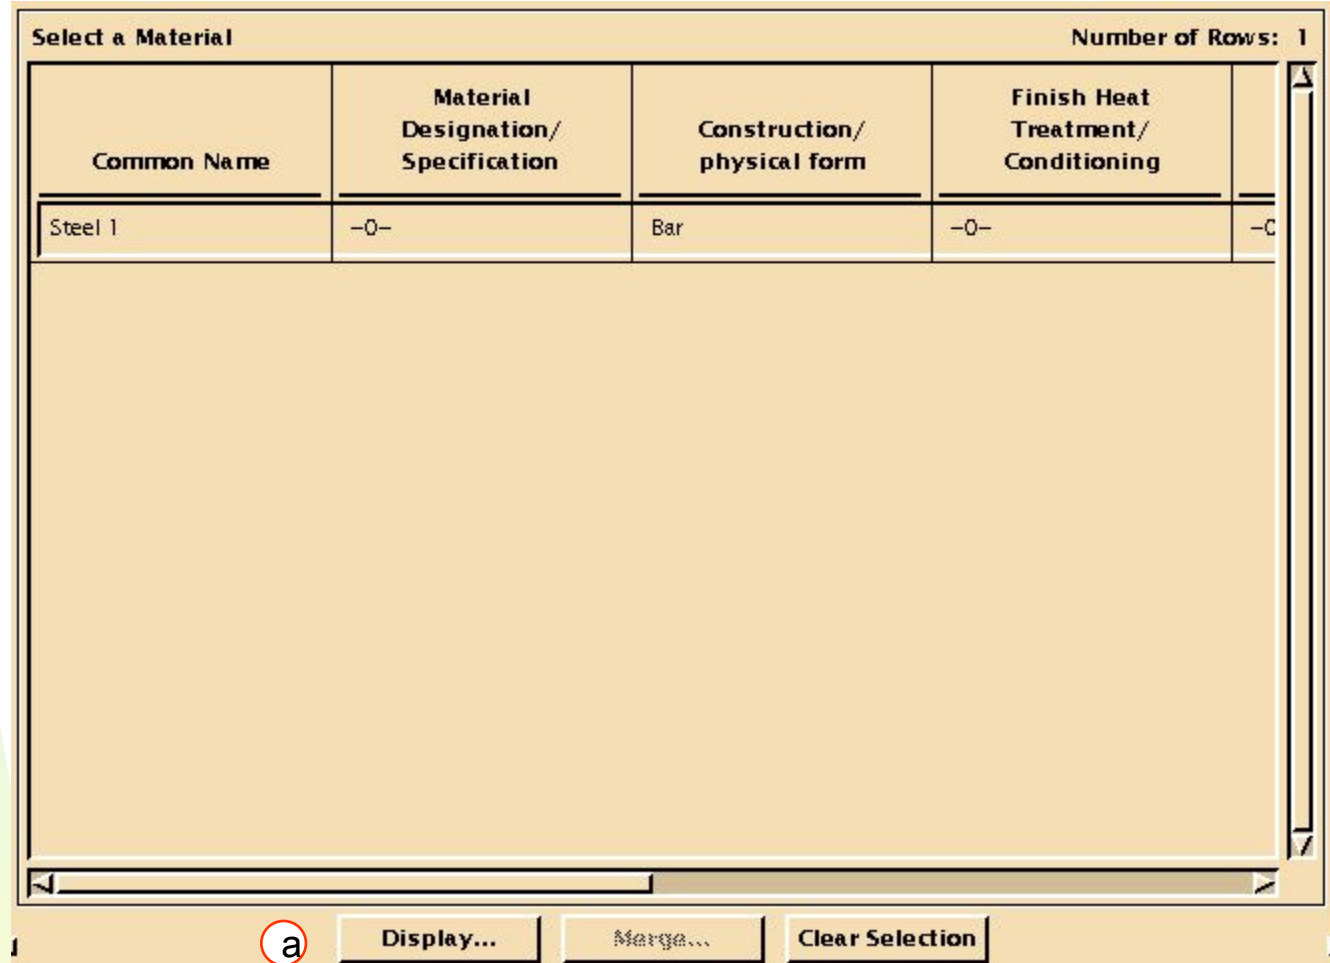 Select a Material
Number of Rows: 1
Common Name
Material
Designation/
Specification
Construction/
physical form
Finish Heat
Treatment/
Conditioning
Steel 1
-0-
Bar
-0-
a
Display...
Merge...
Clear Selection